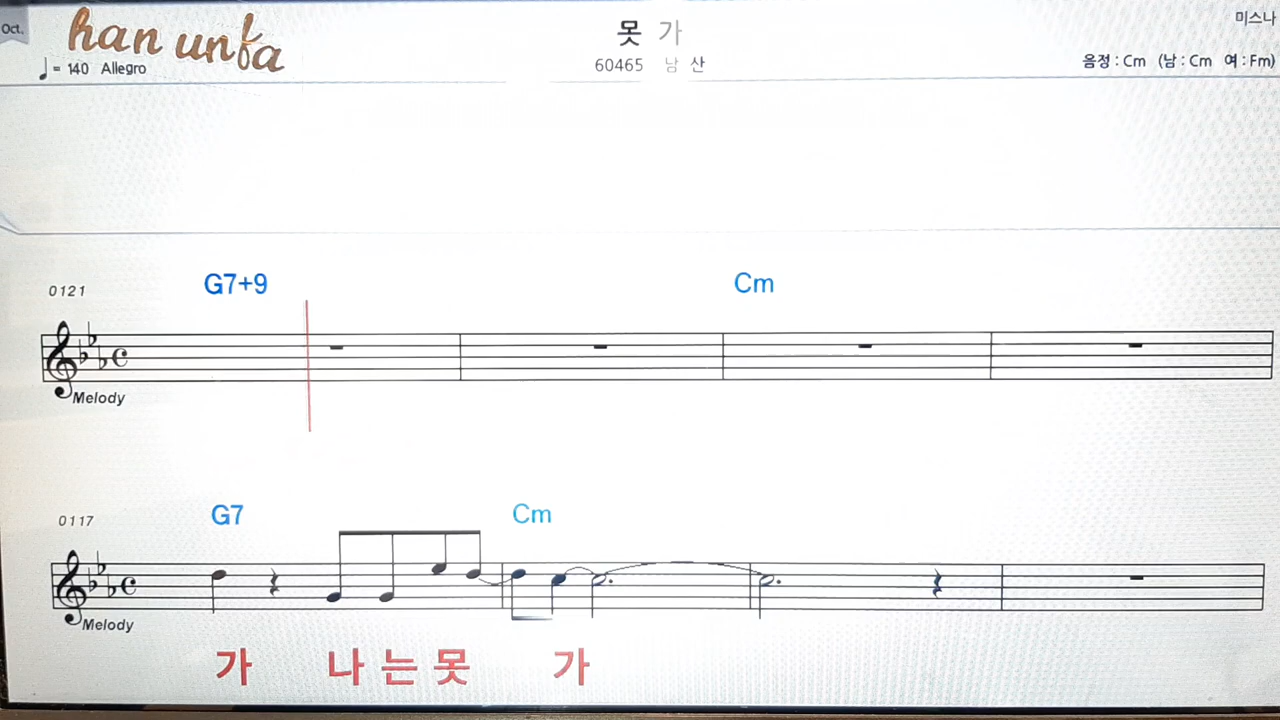 Oct.
han unfa
못 가
미스나
♩= 140 Allegro
60465 남 산
음정 : Cm (남 : Cm 여 : Fm)
0121
G7+9
Cm
Melody
0117
G7
Cm
Melody
가 나 는 못 가